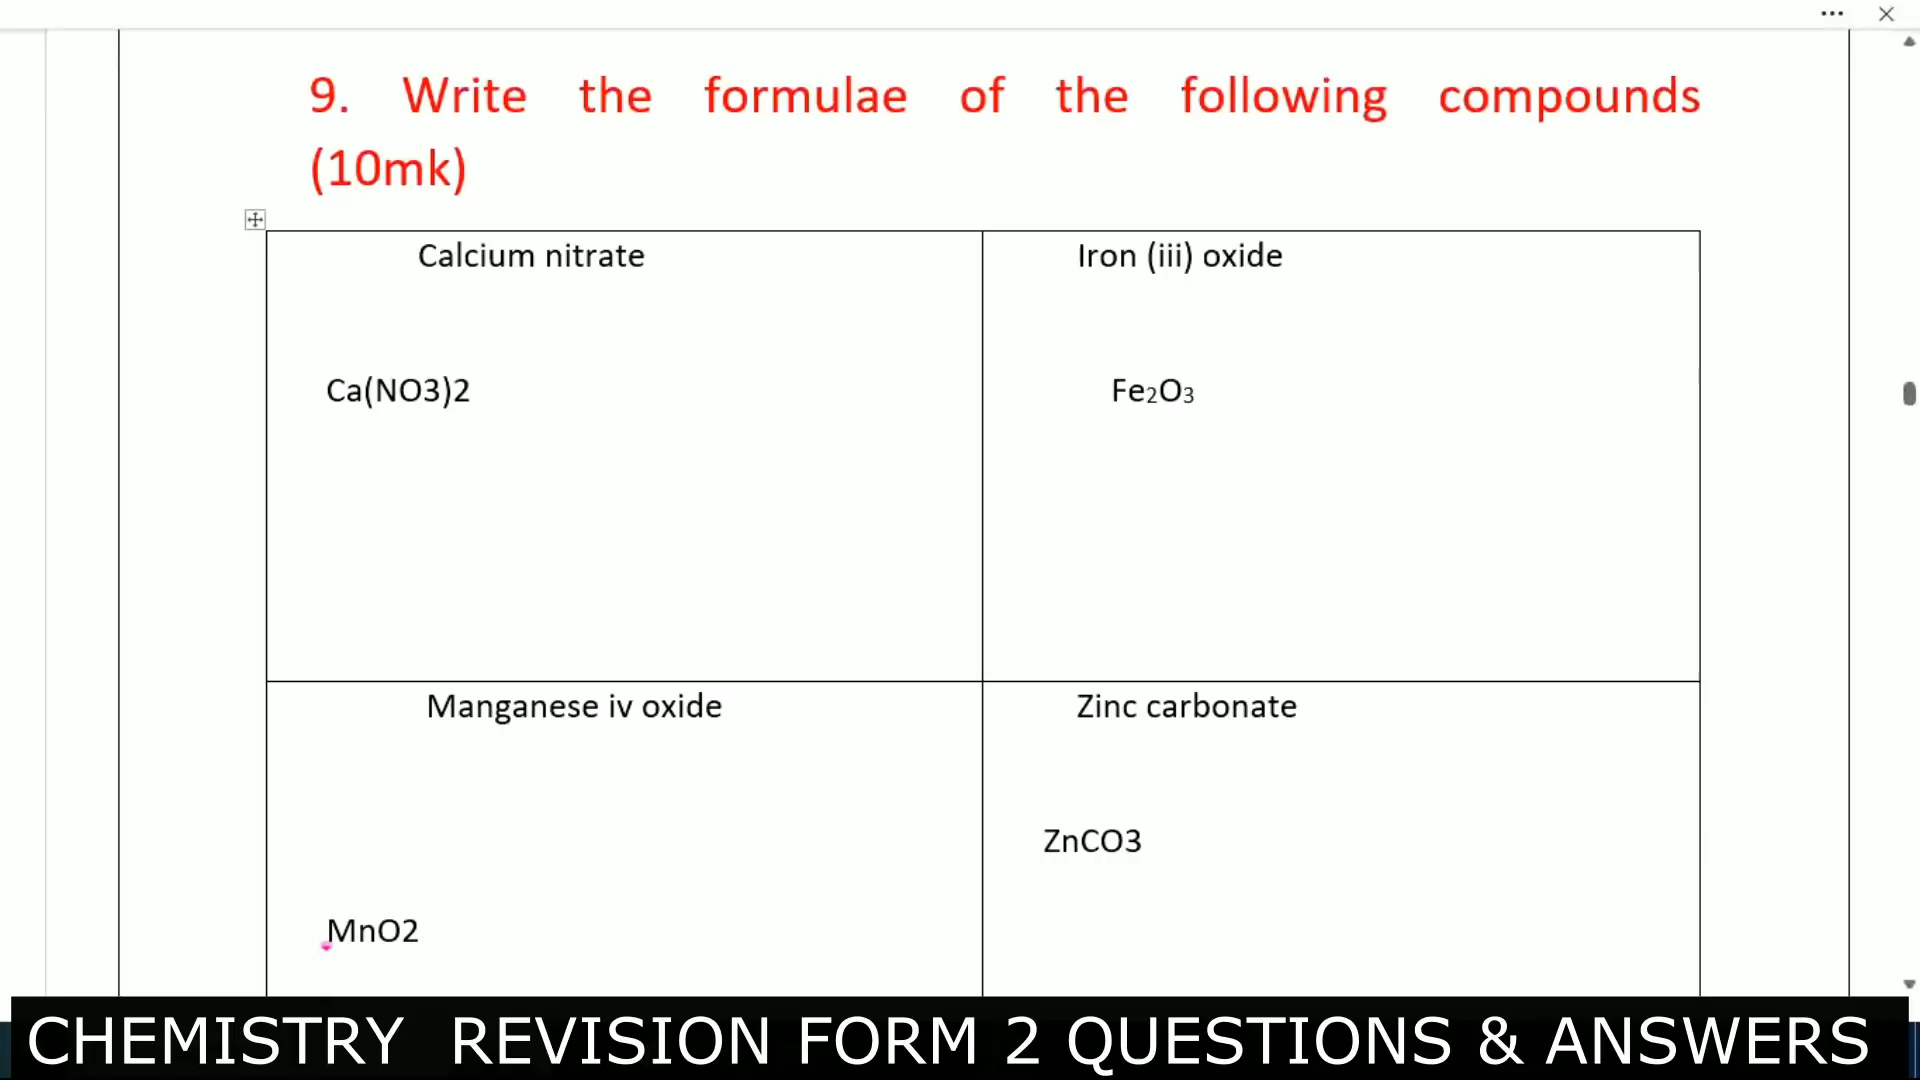 9. Write the formulae of the following compounds
(10mk)
Calcium nitrate
Iron (iii) oxide
Ca(NO3)2
Fe₂O₃
Manganese iv oxide
Zinc carbonate
ZnCO3
MnO2
CHEMISTRY REVISION FORM 2 QUESTIONS & ANSWERS